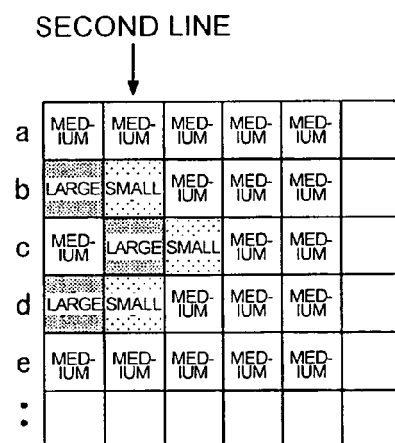 SECOND LINE
a MED-IUM MED-IUM MED-IUM MED-IUM MED-IUM
b LARGE SMALL MED-IUM MED-IUM MED-IUM
c MED-IUM LARGE SMALL MED-IUM MED-IUM
d LARGE SMALL MED-IUM MED-IUM MED-IUM
e MED-IUM MED-IUM MED-IUM MED-IUM MED-IUM
: